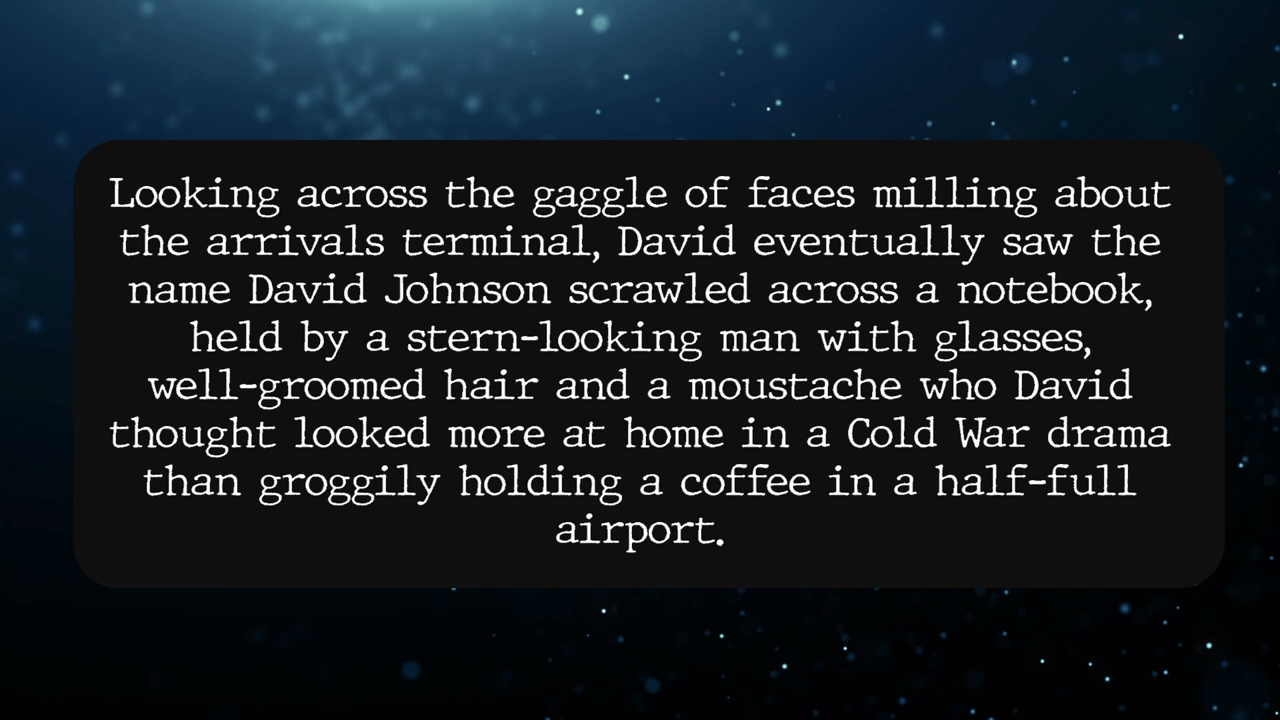 Looking across the gaggle of faces milling about
the arrivals terminal, David eventually saw the
name David Johnson scrawled across a notebook,
held by a stern-looking man with glasses,
well-groomed hair and a moustache who David
thought looked more at home in a Cold War drama
than groggily holding a coffee in a half-full
airport.